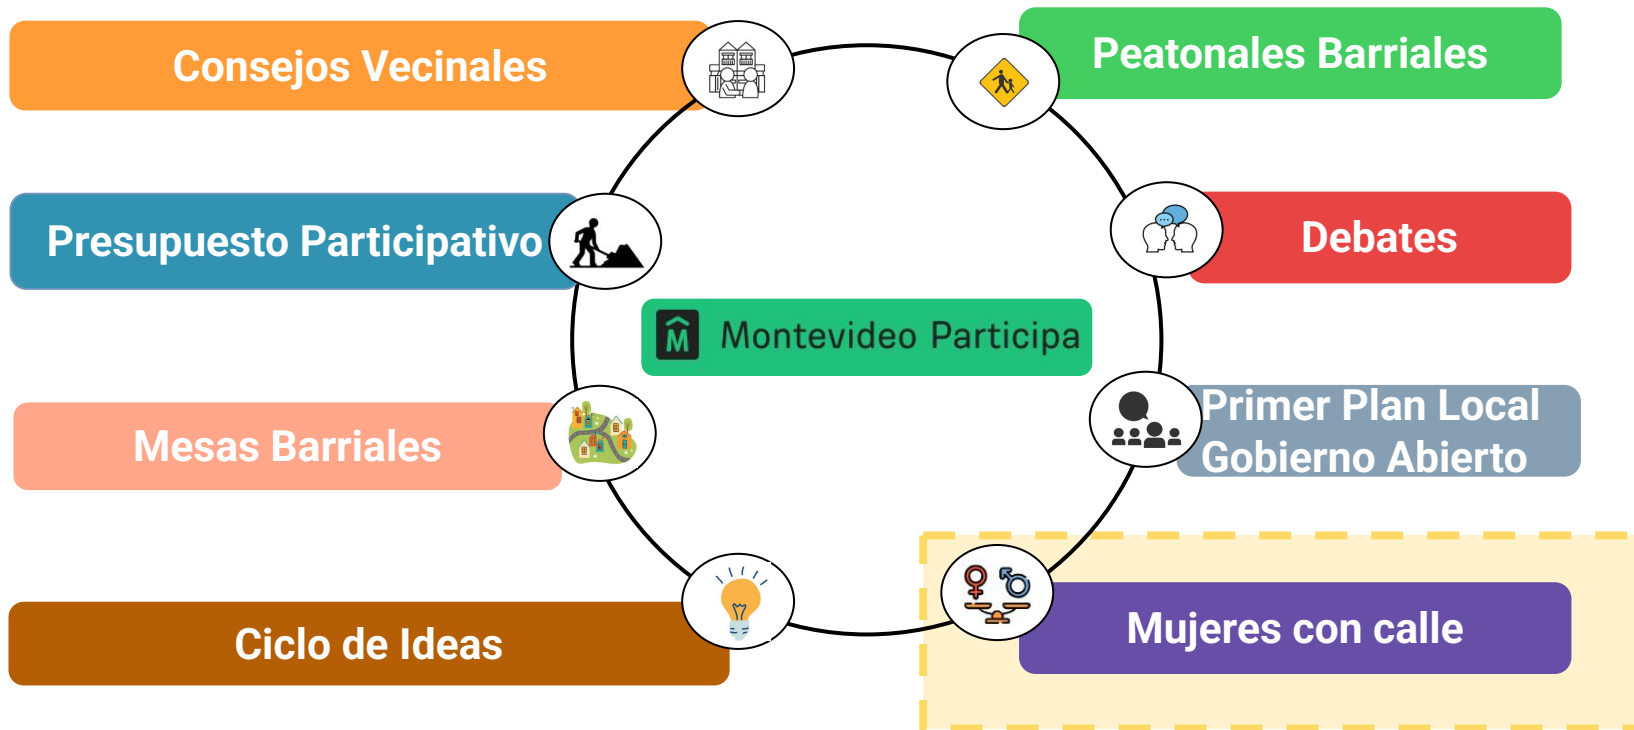 Consejos Vecinales
Peatonales Barriales
Presupuesto Participativo
Debates
M Montevideo Participa
Mesas Barriales
Primer Plan Local
Gobierno Abierto
Ciclo de Ideas
Mujeres con calle